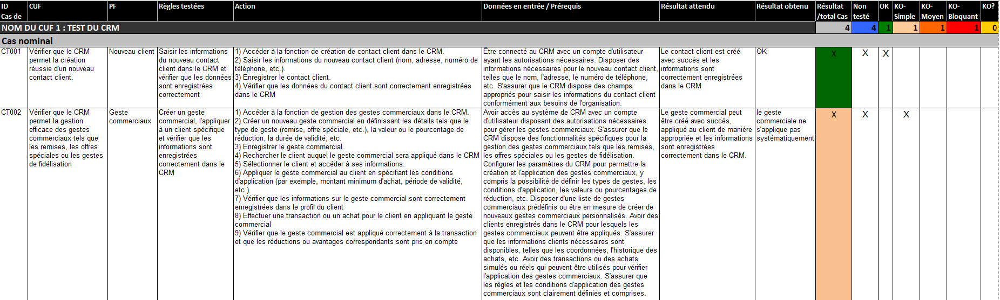 ID
Cas de
CUF
PF
Règles testées
Action
Données en entrée / Prérequis
Résultat attendu
Résultat obtenu
Résultat
/total Cas
Non
testé
OK
KO-
Simple
KO-
Moyen
KO-
Bloquant
KO?
NOM DU CUF 1 : TEST DU CRM
4
4
1
1
1
1
0
Cas nominal
CT001
Vérifier que le CRM
permet la création
réussie d'un nouveau
contact client.
Nouveau client
Saisir les informations
du nouveau contact
client dans le CRM et
vérifier que les données
sont enregistrées
correctement
1) Accéder à la fonction de création de contact client dans le CRM.
2) Saisir les informations du nouveau contact client (nom, adresse, numéro de
téléphone, etc.).
3) Enregistrer le contact client.
4) Vérifier que les données du contact client sont correctement enregistrées
dans le CRM
Être connecté au CRM avec un compte d'utilisateur
ayant les autorisations nécessaires. Disposer des
informations nécessaires pour le nouveau contact client,
telles que le nom, l'adresse, le numéro de téléphone,
etc. S'assurer que le CRM dispose des champs
appropriés pour saisir les informations du contact client
conformément aux besoins de l'organisation.
Le contact client est créé
avec succès et les
informations sont
correctement enregistrées
dans le CRM
OK
X
X
X
CT002
Vérifier que le CRM
permet la gestion
efficace des gestes
commerciaux tels que
les remises, les offres
spéciales ou les gestes
de fidélisation
Geste
commerciaux
Créer un geste
commercial, l'appliquer
à un client spécifique
et vérifier que les
informations sont
enregistrées
correctement dans le
CRM
1) Accéder à la fonction de gestion des gestes commerciaux dans le CRM.
2) Créer un nouveau geste commercial en définissant les détails tels que le
type de geste (remise, offre spéciale, etc.), la valeur ou le pourcentage de
réduction, la durée de validité, etc.
3) Enregistrer le geste commercial.
4) Rechercher le client auquel le geste commercial sera appliqué dans le CRM
5) Sélectionner le client et accéder à ses informations.
6) Appliquer le geste commercial au client en spécifiant les conditions
d'application (par exemple, montant minimum d'achat, période de validité,
etc.).
7) Vérifier que les informations sur le geste commercial sont correctement
enregistrées dans le profil du client
8) Effectuer une transaction ou un achat pour le client en appliquant le geste
commercial
9) Vérifier que le geste commercial est appliqué correctement à la transaction
et que les réductions ou avantages correspondants sont pris en compte
Avoir accès au système de CRM avec un compte
d'utilisateur disposant des autorisations nécessaires
pour gérer les gestes commerciaux. S'assurer que le
CRM dispose des fonctionnalités spécifiques pour la
gestion des gestes commerciaux tels que les remises,
les offres spéciales ou les gestes de fidélisation.
Configurer les paramètres du CRM pour permettre la
création et l'application des gestes commerciaux, y
compris la possibilité de définir les types de gestes, les
conditions d'application, les valeurs ou pourcentages de
réduction, etc. Disposer d'une liste de gestes
commerciaux prédéfinis ou être en mesure de créer de
nouveaux gestes commerciaux personnalisés. Avoir des
clients enregistrés dans le CRM pour lesquels les
gestes commerciaux peuvent être appliqués. S'assurer
que les informations clients nécessaires sont
disponibles, telles que les coordonnées, l'historique des
achats, etc. Avoir des transactions ou des achats
simulés ou réels qui peuvent être utilisés pour vérifier
l'application des gestes commerciaux. S'assurer que
les règles et les conditions d'application des gestes
commerciaux sont clairement définies et comprises.
Le geste commercial peut
être créé avec succès,
appliqué au client de manière
appropriée et les informations
sont enregistrées
correctement dans le CRM.
le geste
commerciale ne
s'applique pas
systématiquement
X
X
X